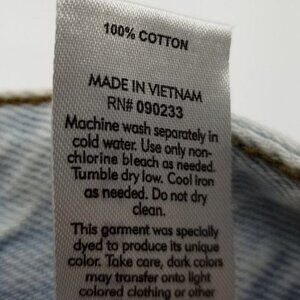 100% COTTON
MADE IN VIETNAM
RN# 090233
Machine wash separately in
cold water. Use only non-
chlorine bleach as needed.
Tumble dry low. Cool iron
as needed. Do not dry
clean.
This garment was specially
dyed to produce its unique
color. Take care, dark colors
may transfer onto light
colored clothing or other